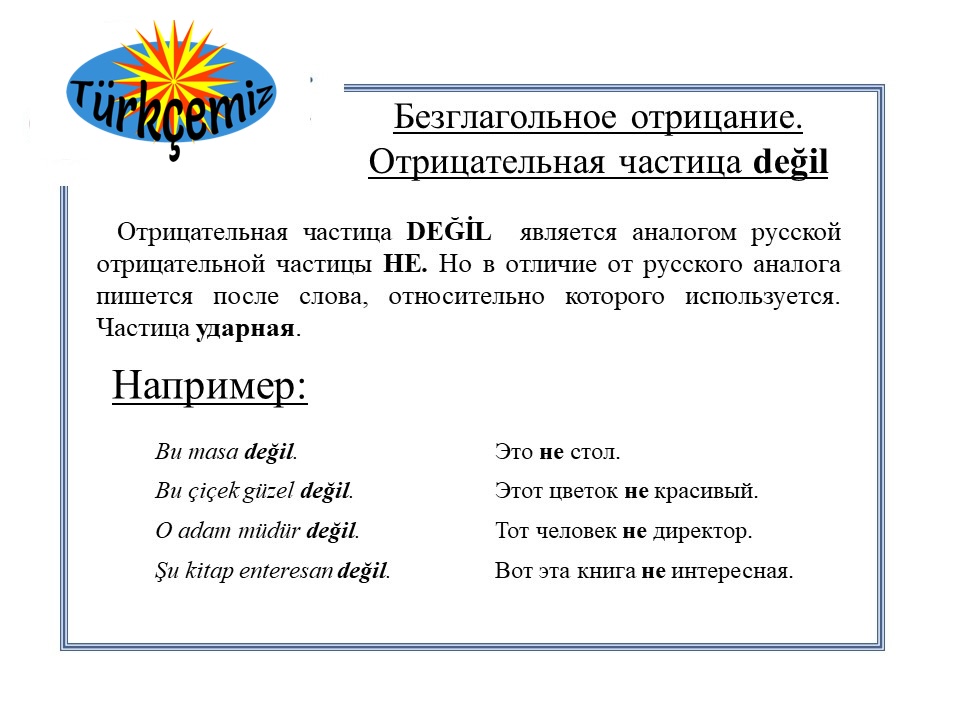 Türkçemiz
Безглагольное отрицание.
Отрицательная частица değil
Отрицательная частица DEĞİL является аналогом русской
отрицательной частицы НЕ. Но в отличие от русского аналога
пишется после слова, относительно которого используется.
Частица ударная.
Например:
Bu masa değil. Это не стол.
Bu çiçek güzel değil. Этот цветок не красивый.
O adam müdür değil. Тот человек не директор.
Şu kitap enteresan değil. Вот эта книга не интересная.